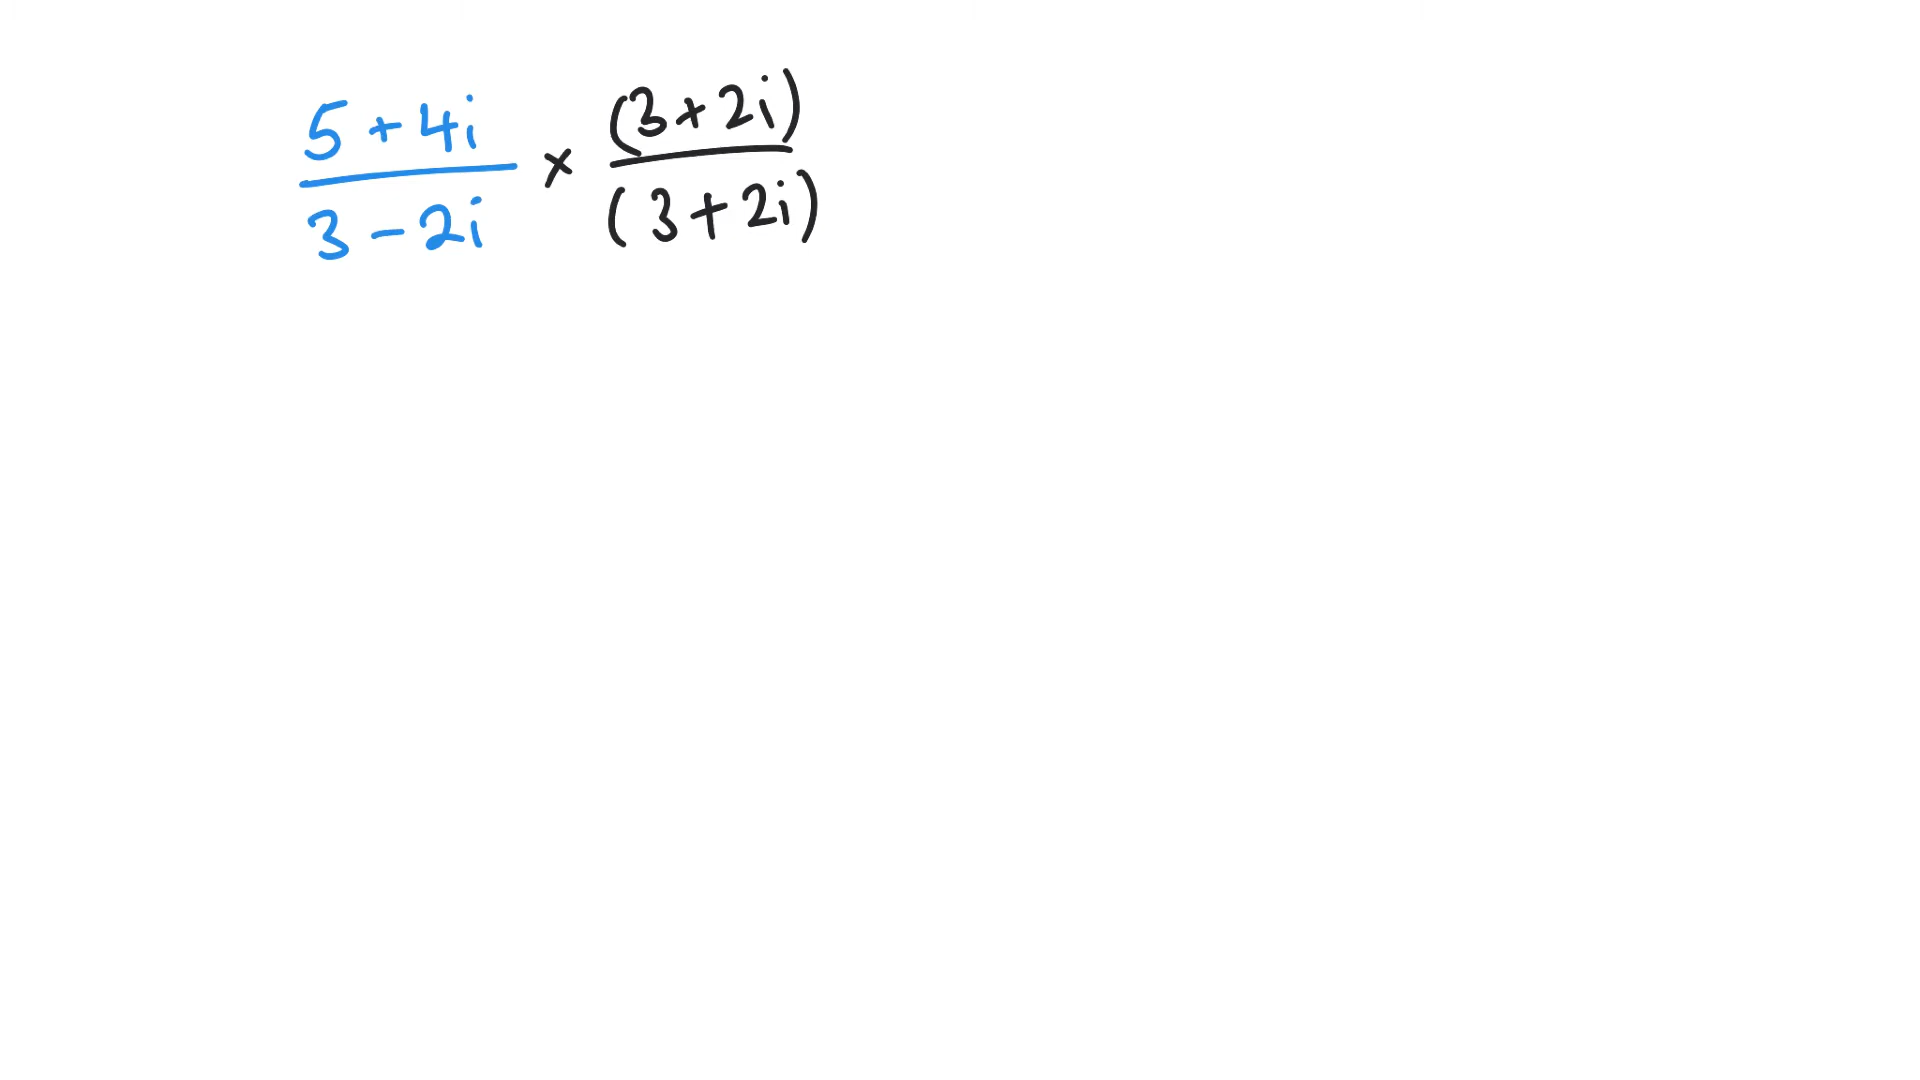 5 + 4i × (3 + 2i)
3 - 2i (3 + 2i)